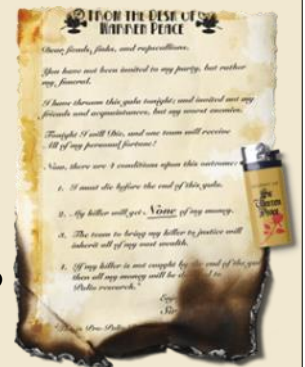 FROM THE DESK OF
WARREN PEACE
Dear fiends, finks, and rapscallions.
You have not been invited to my party, but rather
my, funeral.
I have thrown this gala tonight; and invited not my
friends and acquaintances, but my worst enemies.
Tonight I will Die, and one team will receive
All of my personal fortune!
Now, there are 4 conditions upon this outcome:
1. I must die before the end of this gala.
2. My killer will get None of my money.
3. The team to bring my killer to justice will
inherit all of my vast wealth.
4. If my killer is not caught by the end of the
then all my money will be to
Polio research."